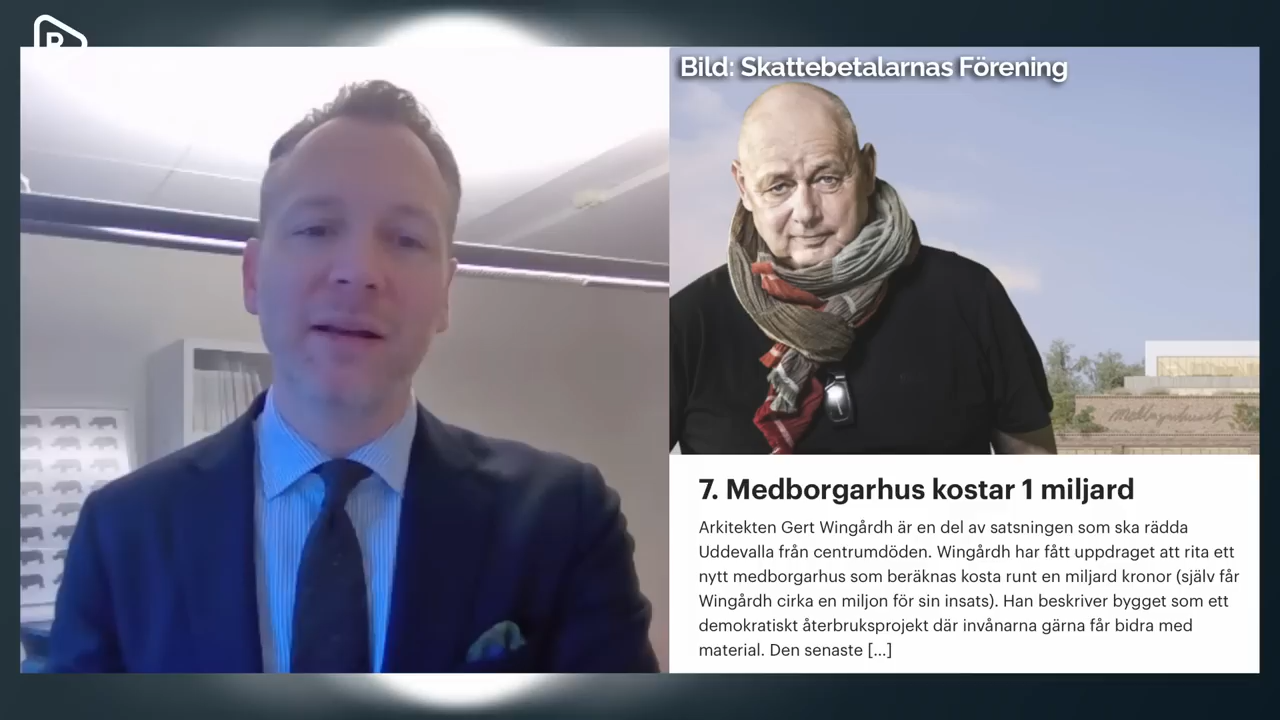 R
Bild: Skattebetalarnas Förening
7. Medborgarhus kostar 1 miljard
Arkitekten Gert Wingårdh är en del av satsningen som ska rädda
Uddevalla från centrumdöden. Wingårdh har fått uppdraget att rita ett
nytt medborgarhus som beräknas kosta runt en miljard kronor (själv får
Wingårdh cirka en miljon för sin insats). Han beskriver bygget som ett
demokratiskt återbruksprojekt där invånarna gärna får bidra med
material. Den senaste [...]